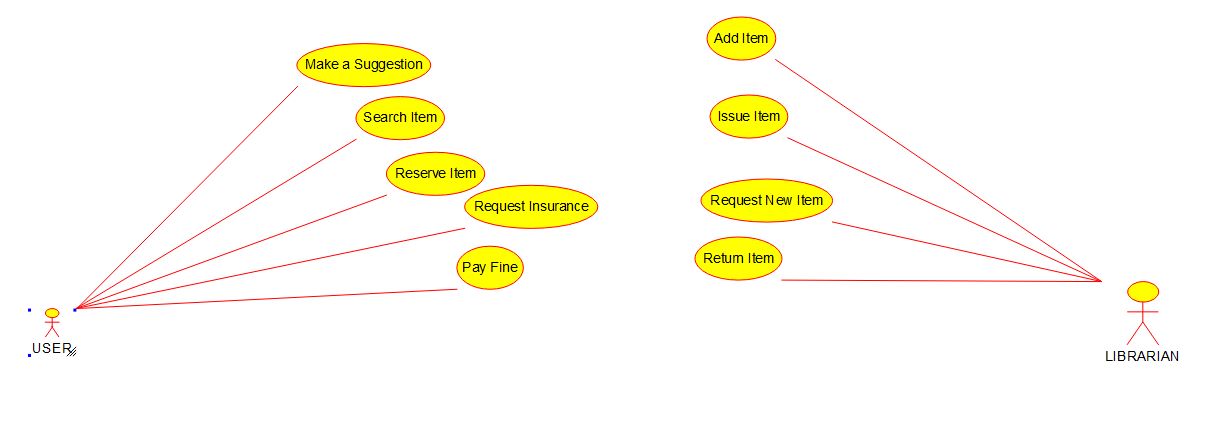 Make a Suggestion
Search Item
Reserve Item
Request Insurance
Pay Fine
USER
Add Item
Issue Item
Request New Item
Return Item
LIBRARIAN